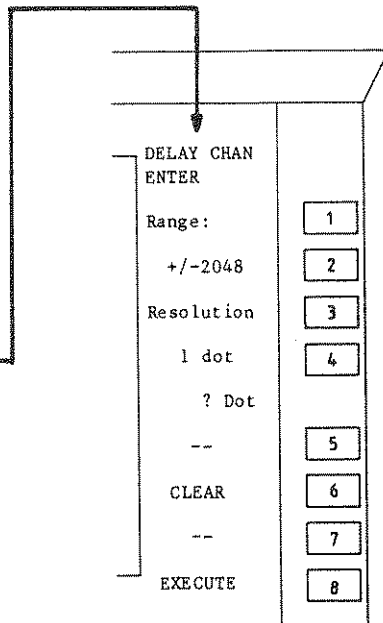 DELAY CHAN
ENTER
Range: 1
+/-2048 2
Resolution 3
1 dot 4
? Dot
-- 5
CLEAR 6
-- 7
EXECUTE 8